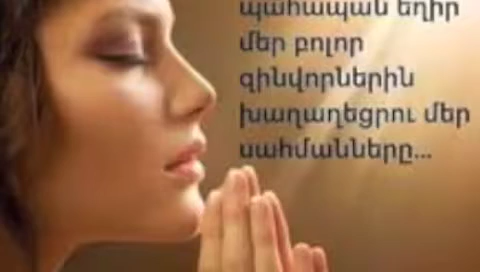 պահապան եղիր
մեր բոլոր
զինվորներին
խաղաղեցրու մեր
սահմանները...